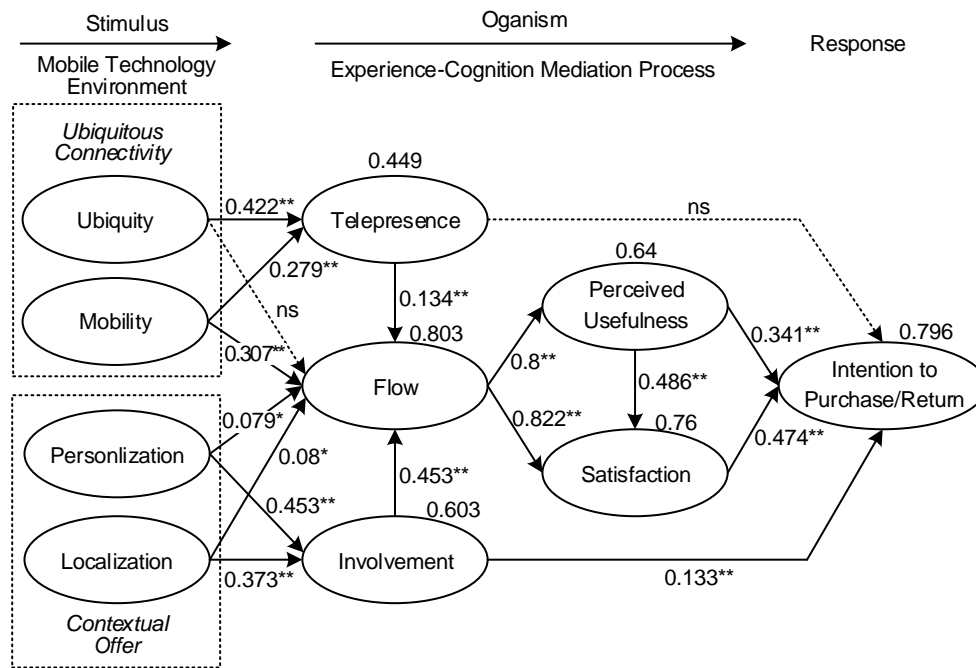 Stimulus
Oganism
Response
Mobile Technology
Environment
Experience-Cognition Mediation Process
Ubiquitous
Connectivity
0.449
Ubiquity
0.422**
Telepresence
ns
0.279**
ns
0.64
Mobility
0.134**
Perceived
Usefulness
0.307**
0.803
0.8**
0.341**
0.796
Flow
0.486**
Intention to
Purchase/Return
0.079*
0.822**
0.76
Personlization
0.08*
0.453**
Satisfaction
0.474**
0.453**
0.603
Localization
0.373**
Involvement
0.133**
Contextual
Offer